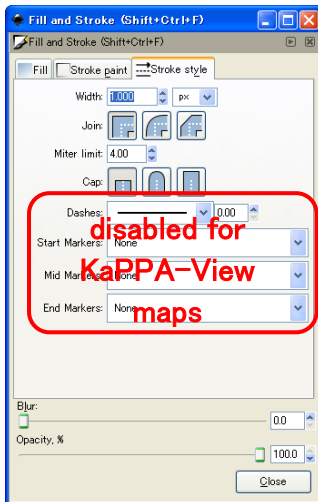 Fill and Stroke (Shift+Ctrl+F)
Fill and Stroke (Shift+Ctrl+F)
Fill Stroke paint Stroke style
Width: 1.000 px
Join:
Miter limit: 4.00
Cap:
Dashes: 0.00
disabled for
Start Markers: None
KaPPA-View
Mid Markers: None
maps
End Markers: None
Blur:
0.0
Opacity, %
100.0
Close